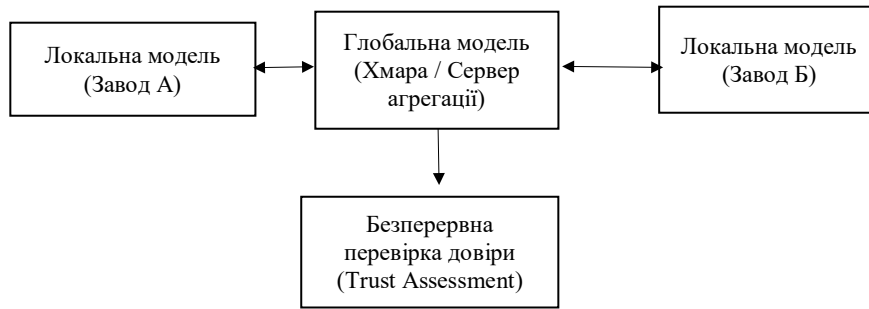 Локальна модель
(Завод А)
Глобальна модель
(Хмара / Сервер
агрегації)
Локальна модель
(Завод Б)
Безперервна
перевірка довіри
(Trust Assessment)